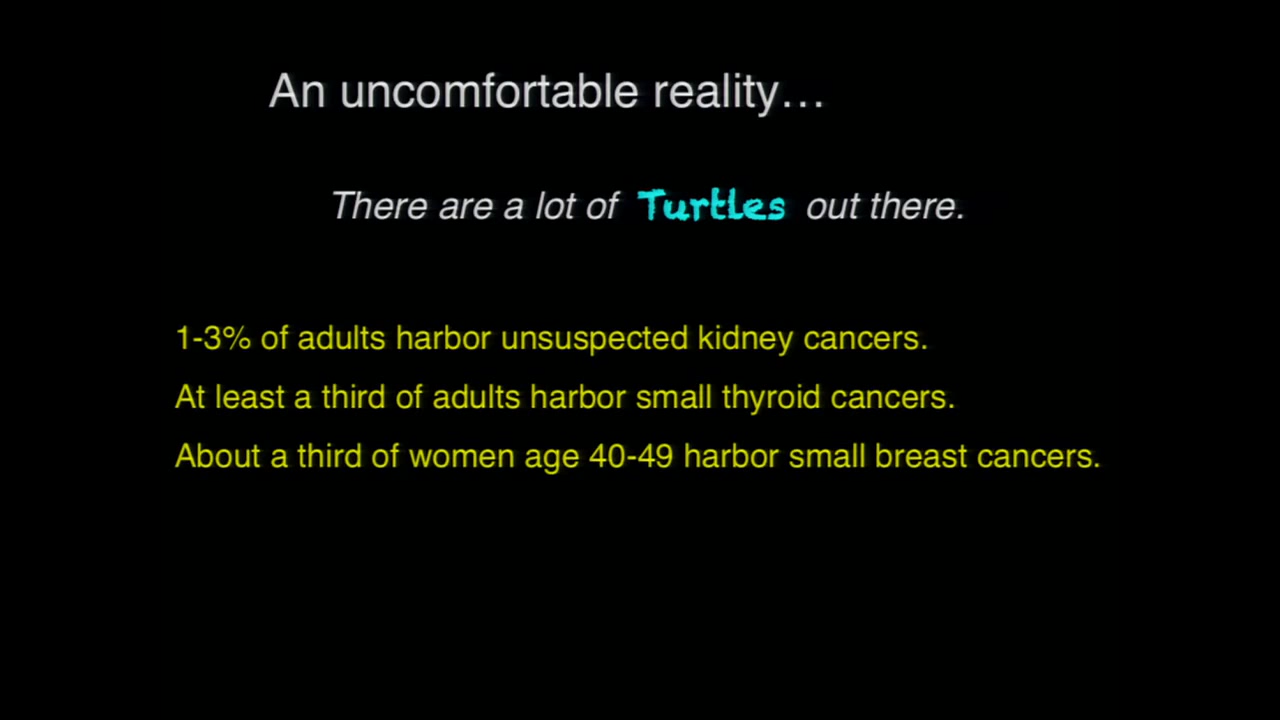 An uncomfortable reality…
There are a lot of Turtles out there.
1-3% of adults harbor unsuspected kidney cancers.
At least a third of adults harbor small thyroid cancers.
About a third of women age 40-49 harbor small breast cancers.